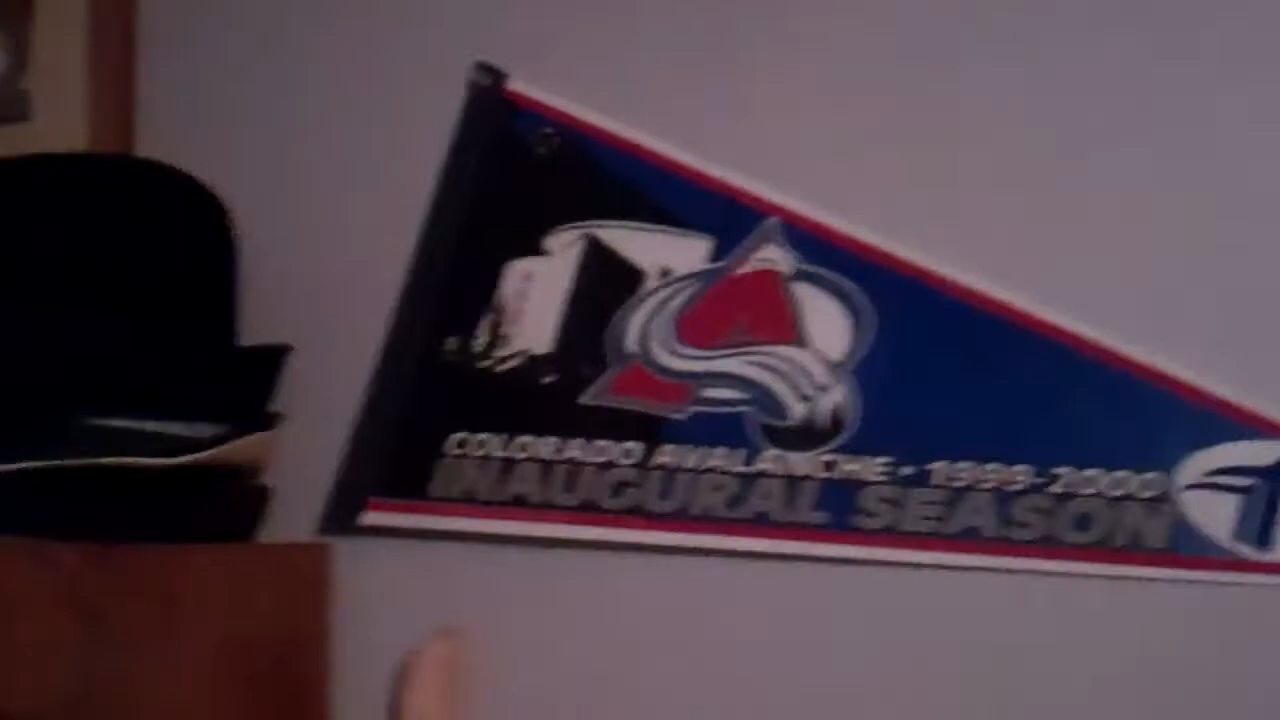 COLORADO AVALANCHE • 1999-2000
INAUGURAL SEASON